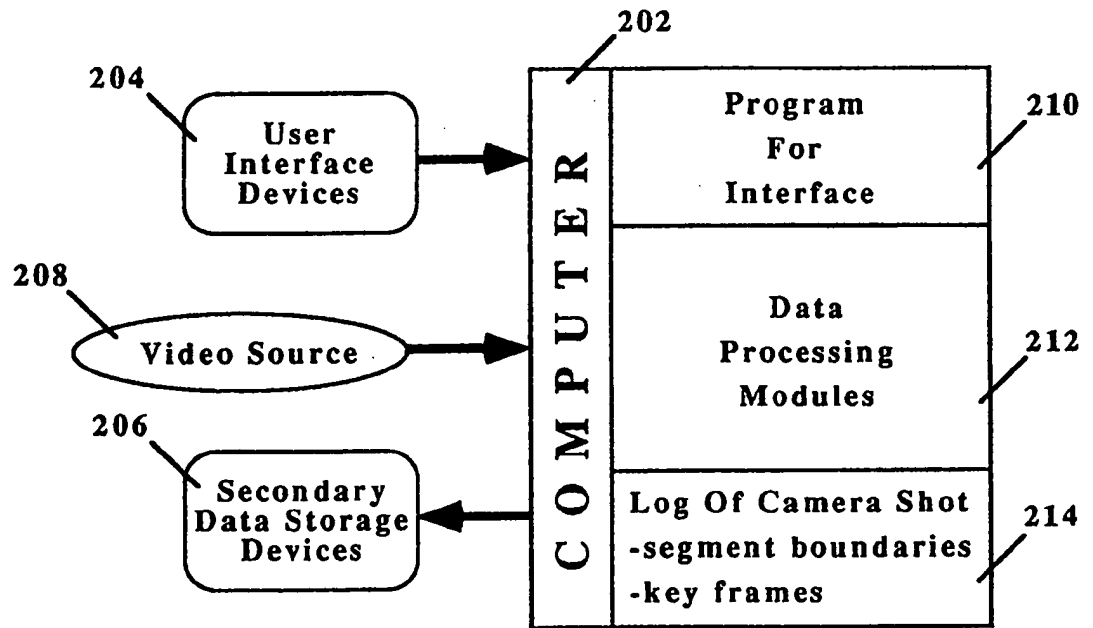 202
204
User
Interface
Devices
Program
For
Interface
210
208
Video Source
COMPUTER
Data
Processing
Modules
212
206
Secondary
Data Storage
Devices
Log Of Camera Shot
-segment boundaries
-key frames
214